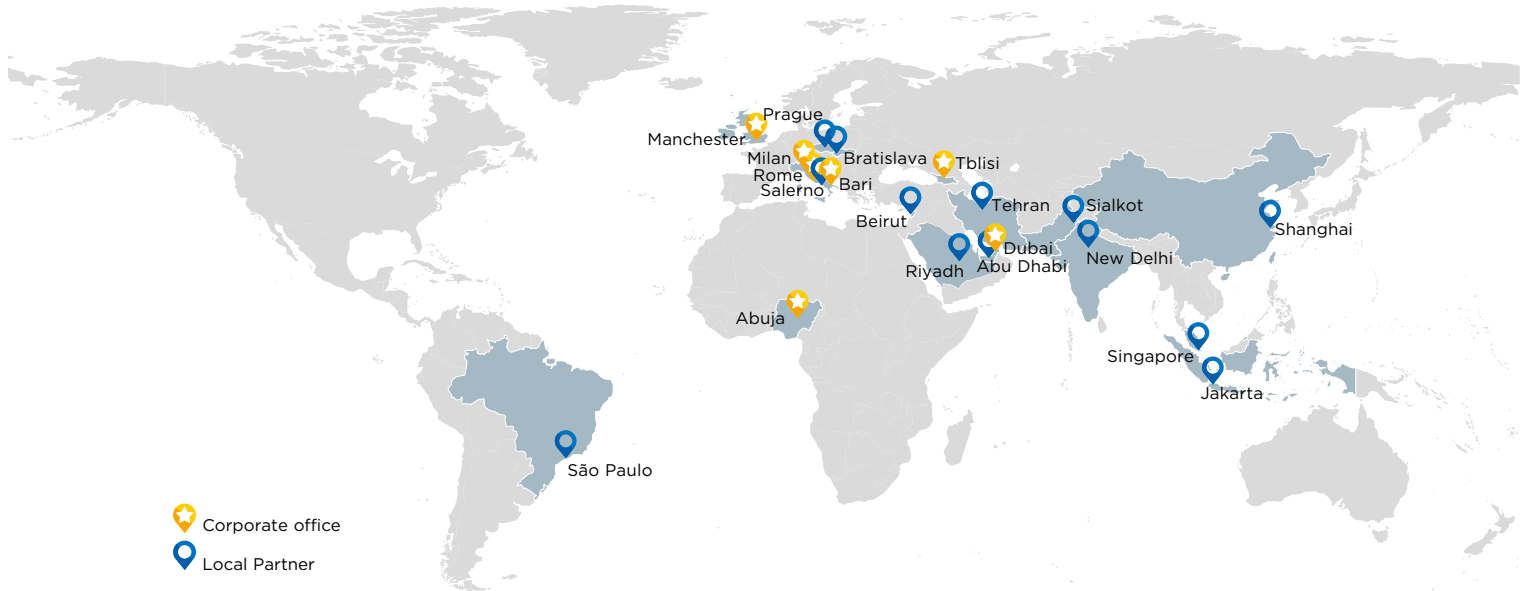 Prague
Manchester
Milan
Bratislava
Tblisi
Rome
Salerno
Bari
Beirut
Tehran
Sialkot
Shanghai
Dubai
New Delhi
Riyadh
Abu Dhabi
Abuja
Singapore
Jakarta
São Paulo
Corporate office
Local Partner